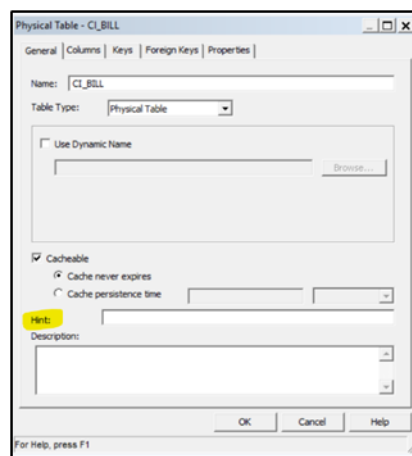 Physical Table - CI_BILL
General Columns Keys Foreign Keys Properties
Name: CI_BILL
Table Type: Physical Table
Use Dynamic Name
Browse...
Cacheable
Cache never expires
Cache persistence time
Hint:
Description:
OK Cancel Help
For Help, press F1